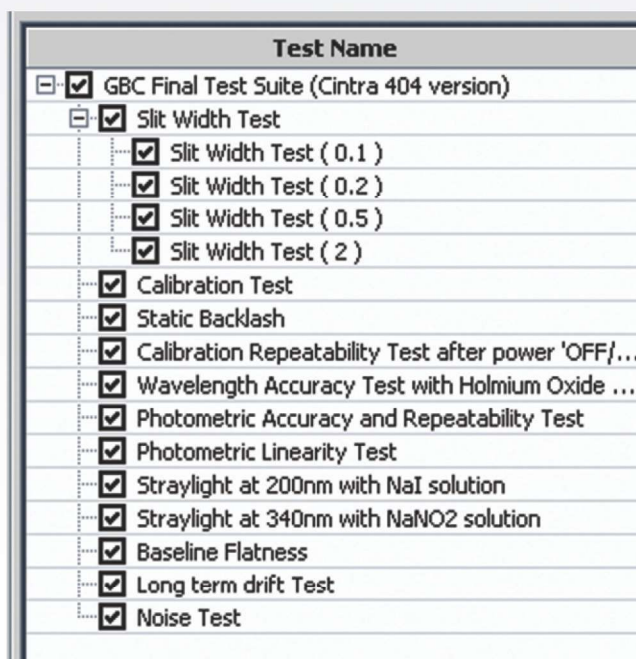 Test Name
GBC Final Test Suite (Cintra 404 version)
Slit Width Test
Slit Width Test ( 0.1 )
Slit Width Test ( 0.2 )
Slit Width Test ( 0.5 )
Slit Width Test ( 2 )
Calibration Test
Static Backlash
Calibration Repeatability Test after power 'OFF/...
Wavelength Accuracy Test with Holmium Oxide ...
Photometric Accuracy and Repeatability Test
Photometric Linearity Test
Straylight at 200nm with NaI solution
Straylight at 340nm with NaNO2 solution
Baseline Flatness
Long term drift Test
Noise Test